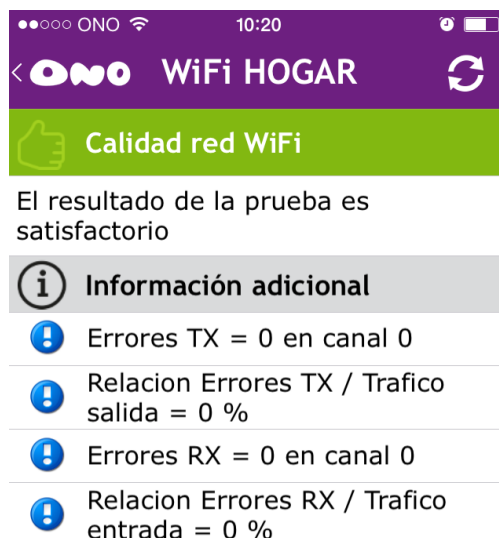 ONO 10:20
ONO WiFi HOGAR
Calidad red WiFi
El resultado de la prueba es
satisfactorio
i Información adicional
Errores TX = 0 en canal 0
Relacion Errores TX / Trafico
salida = 0 %
Errores RX = 0 en canal 0
Relacion Errores RX / Trafico
entrada = 0 %